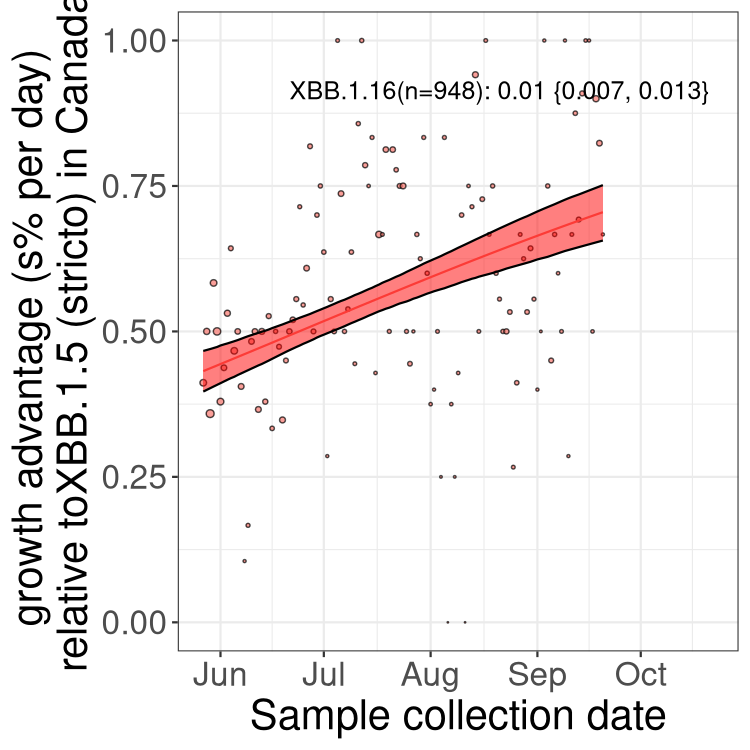 growth advantage (s% per day)
relative toXBB.1.5 (stricto) in Canada
1.00
0.75
0.50
0.25
0.00
XBB.1.16(n=948): 0.01 {0.007, 0.013}
Jun Jul Aug Sep Oct
Sample collection date